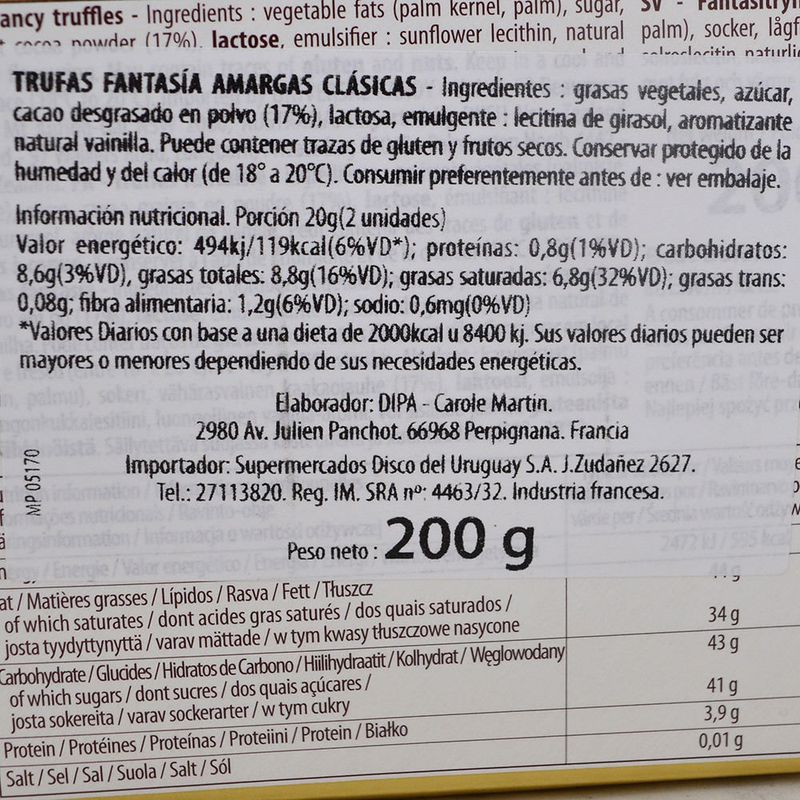 ancy truffles - Ingredients : vegetable fats (palm kernel, palm), sugar,
cocoa powder (17%), lactose, emulsifier : sunflower lecithin, natural
SV - Fantasitryf
palm), socker, lågf
TRUFAS FANTASÍA AMARGAS CLÁSICAS - Ingredientes : grasas vegetales, azúcar,
cacao desgrasado en polvo (17%), lactosa, emulgente : lecitina de girasol, aromatizante
natural vainilla. Puede contener trazas de gluten y frutos secos. Conservar protegido de la
humedad y del calor (de 18° a 20°C). Consumir preferentemente antes de : ver embalaje.
Información nutricional. Porción 20g(2 unidades)
Valor energético: 494kj/119kcal(6%VD*); proteínas: 0,8g(1%VD); carbohidratos:
8,6g(3%VD), grasas totales: 8,8g(16%VD); grasas saturadas: 6,8g(32%VD); grasas trans:
0,08g; fibra alimentaria: 1,2g(6%VD); sodio: 0,6mg(0%VD)
*Valores Diarios con base a una dieta de 2000kcal u 8400 kj. Sus valores diarios pueden ser
mayores o menores dependiendo de sus necesidades energéticas.
Elaborador: DIPA - Carole Martin.
2980 Av. Julien Panchot. 66968 Perpignana. Francia
Importador: Supermercados Disco del Uruguay S.A. J.Zudañez 2627.
Tel.: 27113820. Reg. IM. SRA nº: 4463/32. Industria francesa.
MP 05170
Peso neto : 200 g
at / Matières grasses / Lípidos / Rasva / Fett / Tłuszcz
of which saturates / dont acides gras saturés / dos quais saturados /
josta tyydyttynyttä / varav mättade / w tym kwasy tłuszczowe nasycone
34 g
Carbohydrate / Glucides / Hidratos de Carbono / Hiilihydraatit / Kolhydrat / Węglowodany
43 g
of which sugars / dont sucres / dos quais açúcares /
josta sokereita / varav sockerarter / w tym cukry
41 g
Protein / Protéines / Proteínas / Proteiini / Protein / Białko
3,9 g
Salt / Sel / Sal / Suola / Salt / Sól
0,01 g